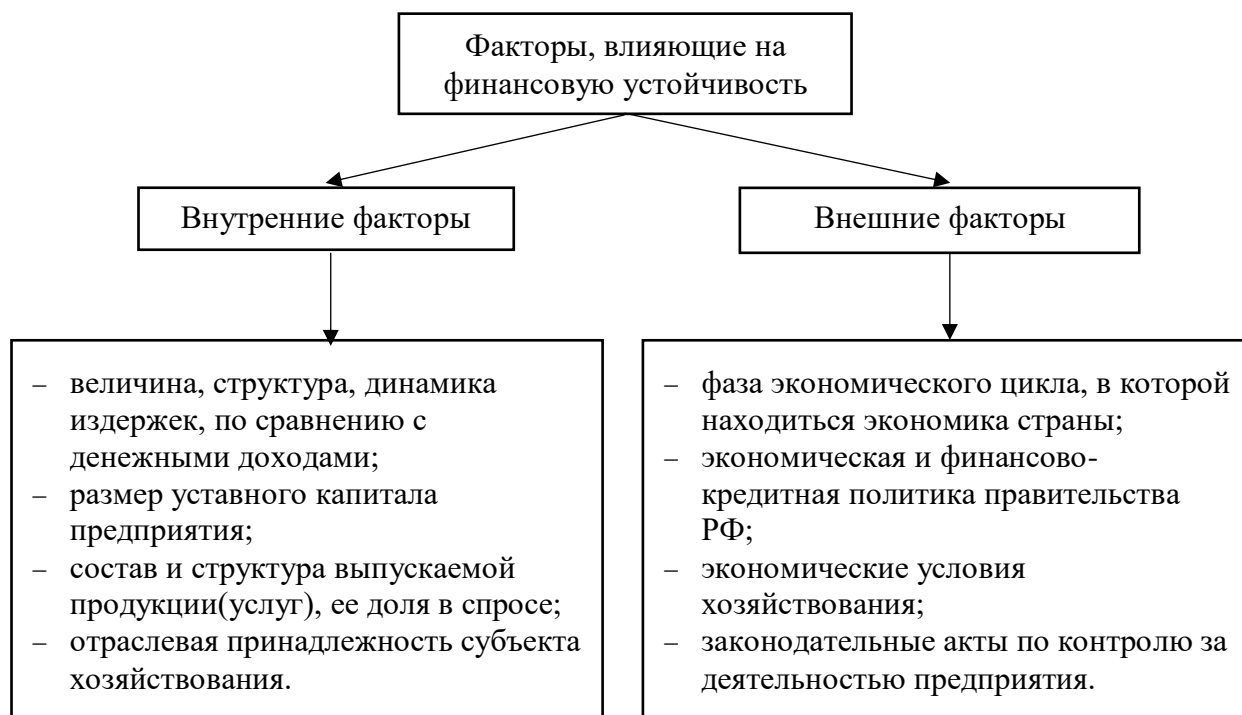 Факторы, влияющие на
финансовую устойчивость
Внутренние факторы
Внешние факторы
– величина, структура, динамика
издержек, по сравнению с
денежными доходами;
– размер уставного капитала
предприятия;
– состав и структура выпускаемой
продукции(услуг), ее доля в спросе;
– отраслевая принадлежность субъекта
хозяйствования.
– фаза экономического цикла, в которой
находиться экономика страны;
– экономическая и финансово-
кредитная политика правительства
РФ;
– экономические условия
хозяйствования;
– законодательные акты по контролю за
деятельностью предприятия.